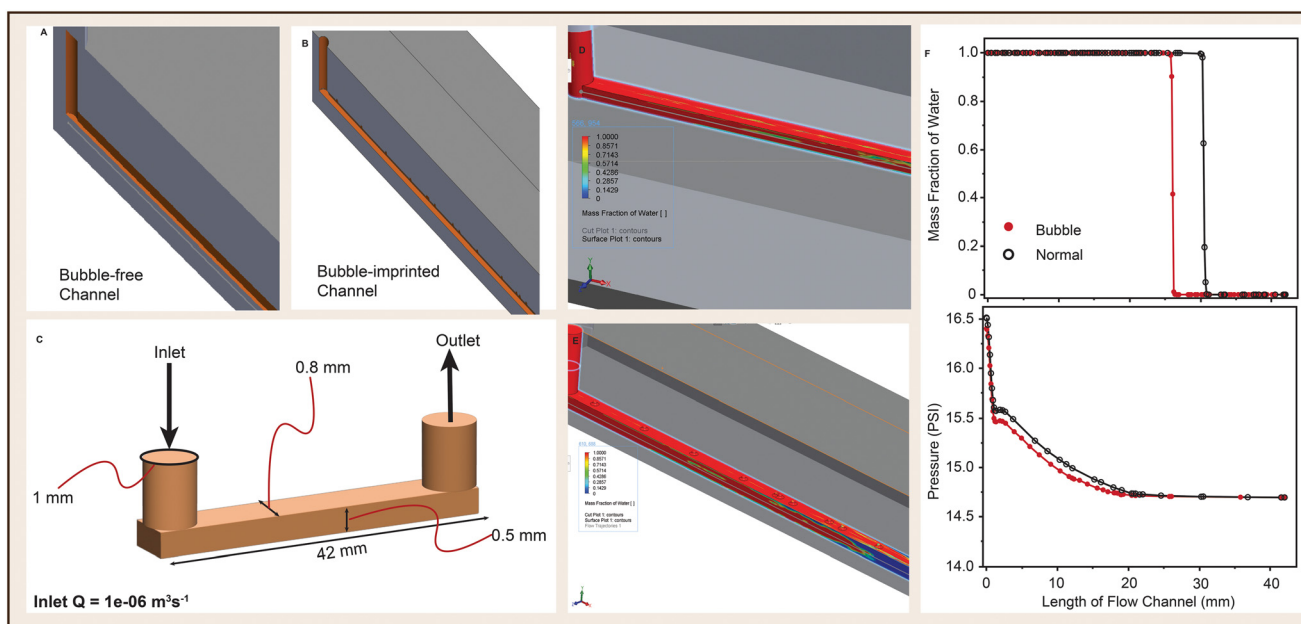 A
Bubble-free
Channel
B
Bubble-imprinted
Channel
C
Inlet
Outlet
0.8 mm
1 mm
42 mm
0.5 mm
Inlet Q = 1e-06 m³s⁻¹
D
1.0000
0.8571
0.7143
0.5714
0.4286
0.2857
0.1429
0
Mass Fraction of Water [ ]
Cut Plot 1: contours
Surface Plot 1: contours
Y
X
E
1.0000
0.8571
0.7143
0.5714
0.4286
0.2857
0.1429
0
Mass Fraction of Water [ ]
Cut Plot 1: contours
Surface Plot 1: contours
Flow Trajectories 1
F
Mass Fraction of Water
1.0
0.8
0.6
0.4
0.2
0
Bubble
Normal
Pressure (PSI)
16.5
16.0
15.5
15.0
14.5
14.0
0 10 20 30 40
Length of Flow Channel (mm)